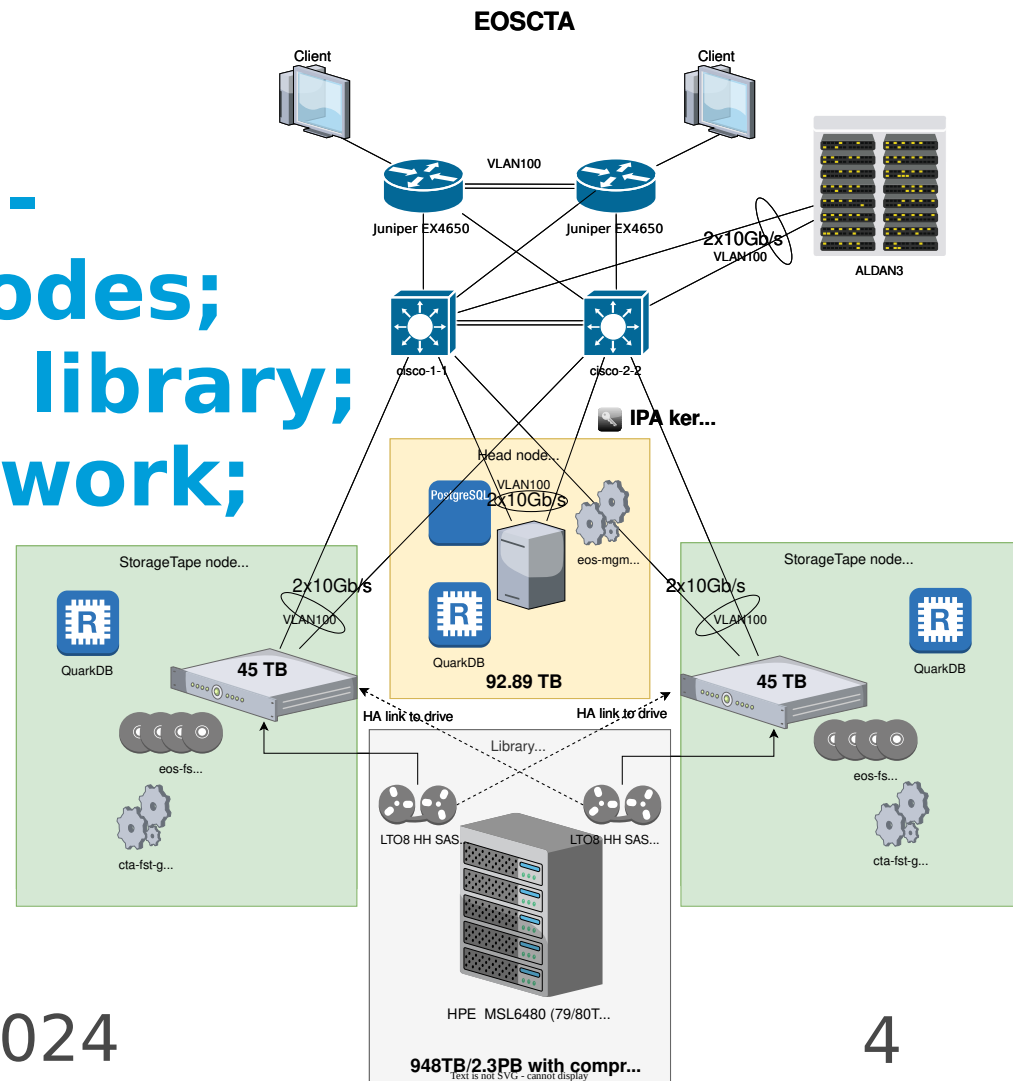 EOSCTA
Client
Client
VLAN100
Juniper EX4650
Juniper EX4650
2x10Gb/s
VLAN100
ALDAN3
-
odes;
library;
work;
cisco-1-1
cisco-2-2
IPA ker...
Head node...
PostgreSQL
VLAN100
2x10Gb/s
eos-mgm...
R
QuarkDB
92.89 TB
StorageTape node...
R
QuarkDB
2x10Gb/s
VLAN100
45 TB
eos-fs...
cta-fst-g...
StorageTape node...
R
QuarkDB
2x10Gb/s
VLAN100
45 TB
eos-fs...
cta-fst-g...
HA link to drive
HA link to drive
Library...
LTO8 HH SAS...
LTO8 HH SAS...
HPE MSL6480 (79/80T...
948TB/2.3PB with compr...
Text is not SVG - cannot display
024
4